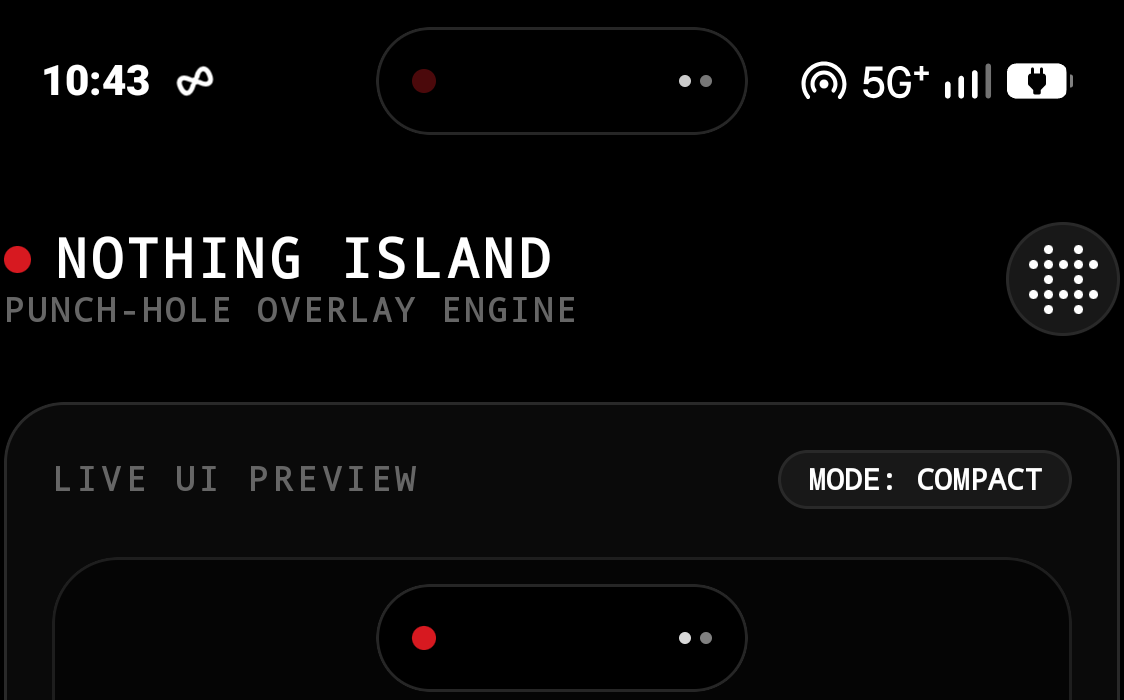 10:43 5G⁺
NOTHING ISLAND
PUNCH-HOLE OVERLAY ENGINE
LIVE UI PREVIEW MODE: COMPACT